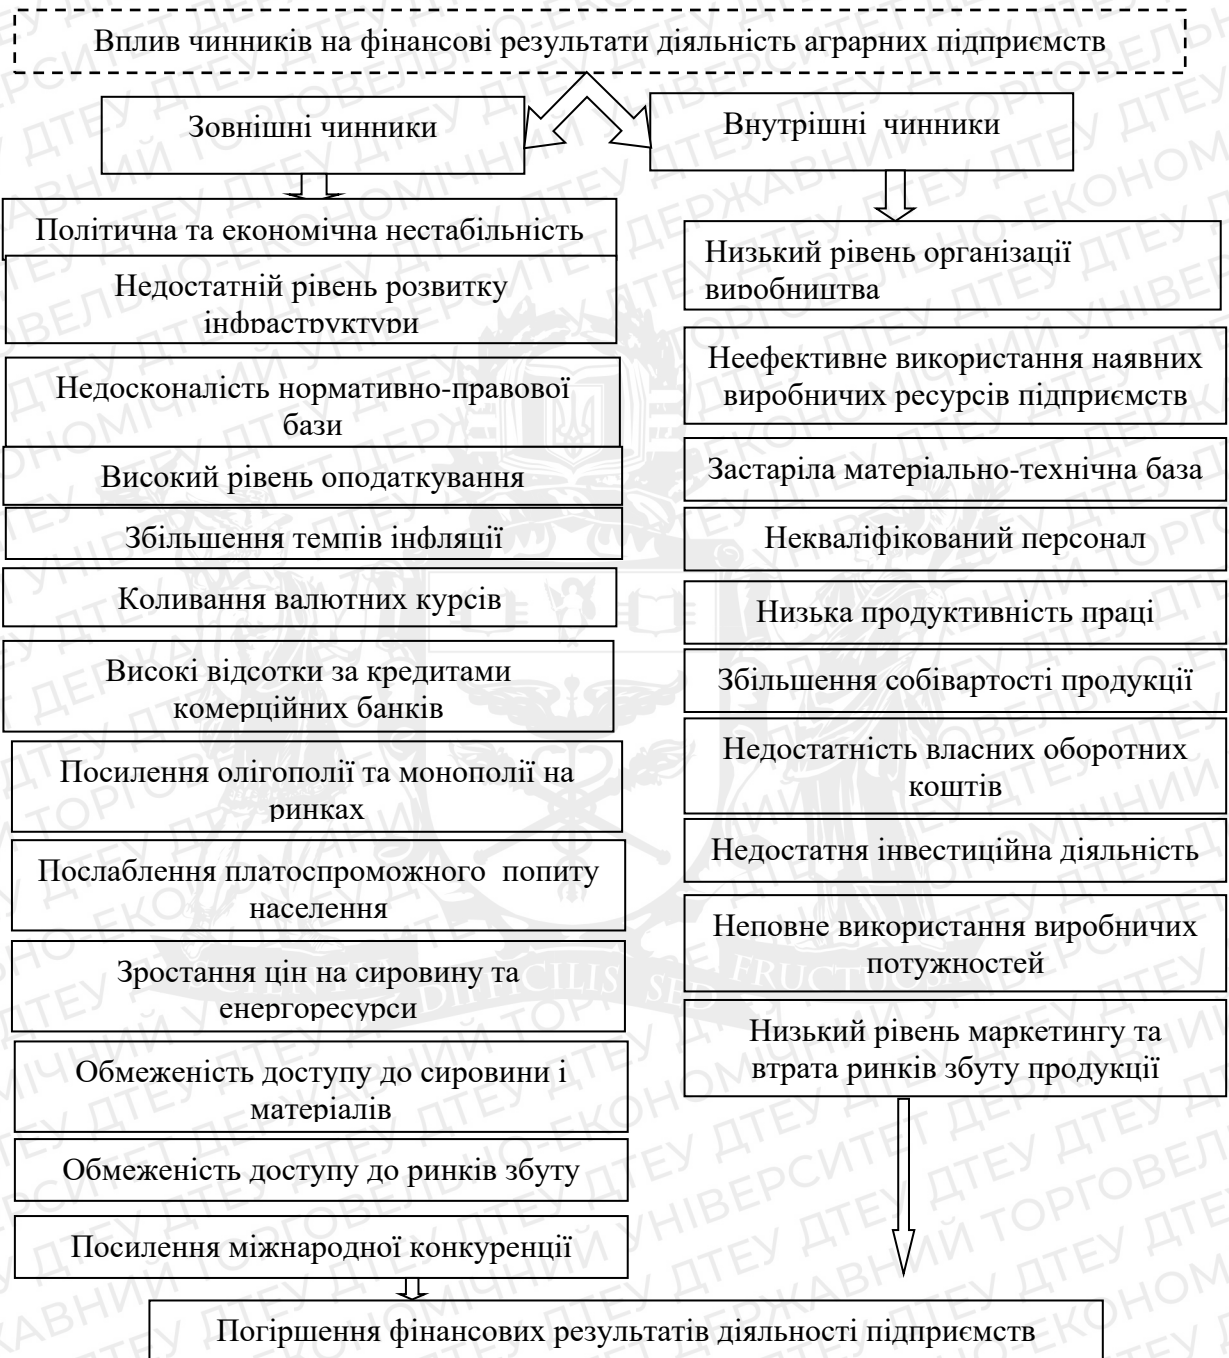 Вплив чинників на фінансові результати діяльність аграрних підприємств
Зовнішні чинники
Політична та економічна нестабільність
Недостатній рівень розвитку
інфраструктури
Недосконалість нормативно-правової
бази
Високий рівень оподаткування
Збільшення темпів інфляції
Коливання валютних курсів
Високі відсотки за кредитами
комерційних банків
Посилення олігополії та монополії на
ринках
Послаблення платоспроможного попиту
населення
Зростання цін на сировину та
енергоресурси
Обмеженість доступу до сировини і
матеріалів
Обмеженість доступу до ринків збуту
Посилення міжнародної конкуренції
Внутрішні чинники
Низький рівень організації
виробництва
Неефективне використання наявних
виробничих ресурсів підприємств
Застаріла матеріально-технічна база
Некваліфікований персонал
Низька продуктивність праці
Збільшення собівартості продукції
Недостатність власних оборотних
коштів
Недостатня інвестиційна діяльність
Неповне використання виробничих
потужностей
Низький рівень маркетингу та
втрата ринків збуту продукції
Погіршення фінансових результатів діяльності підприємств